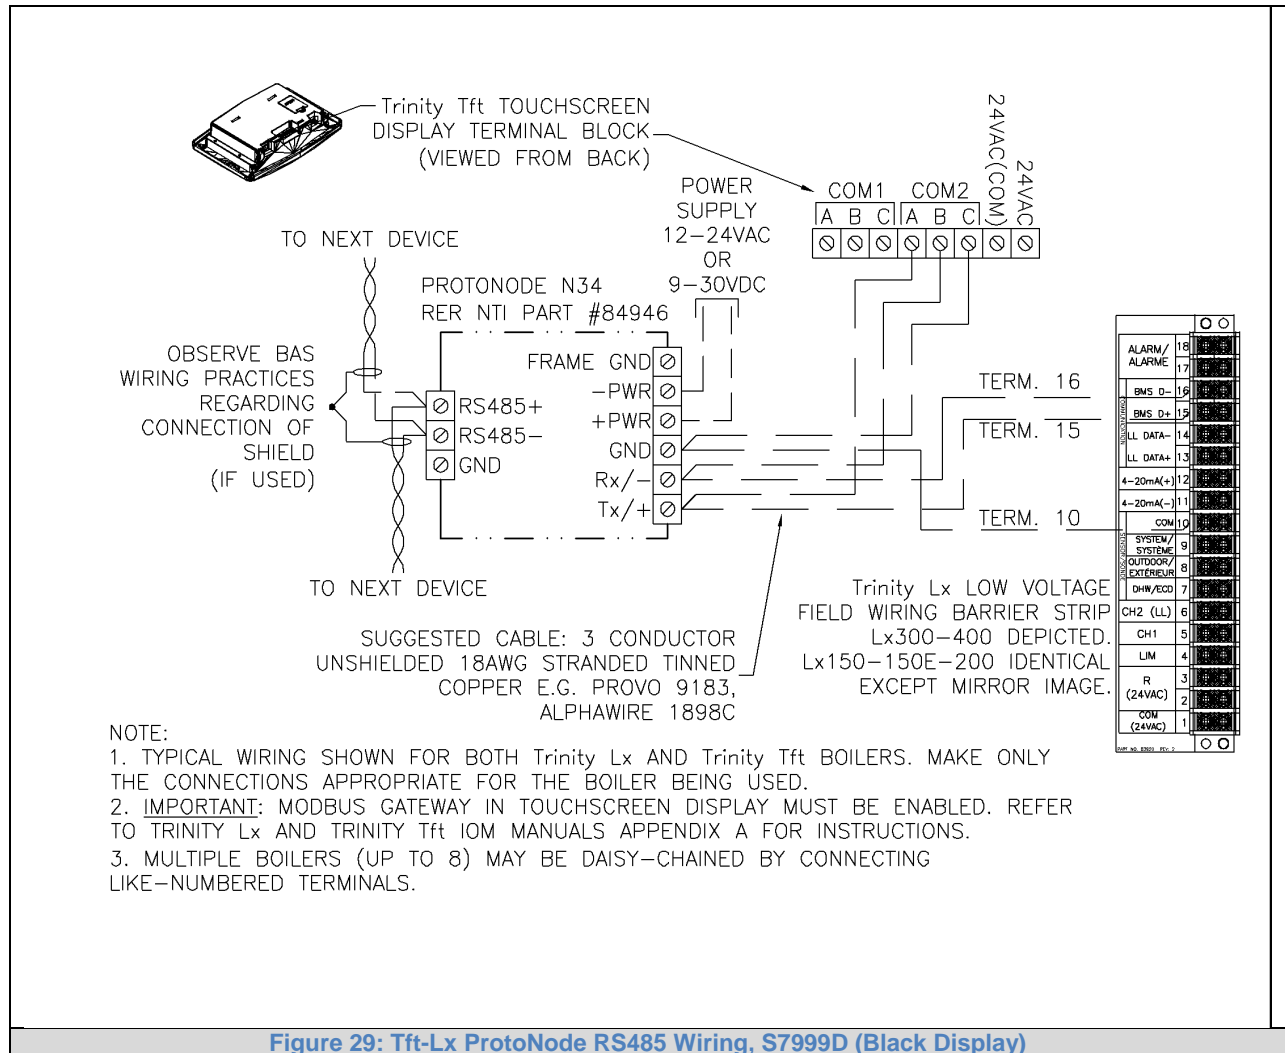 Trinity Tft TOUCHSCREEN
DISPLAY TERMINAL BLOCK
(VIEWED FROM BACK)
24VAC(COM)
24VAC
COM1 COM2
A B C A B C
POWER
SUPPLY
12-24VAC
OR
9-30VDC
TO NEXT DEVICE
PROTONODE N34
RER NTI PART #84946
OBSERVE BAS
WIRING PRACTICES
REGARDING
CONNECTION OF
SHIELD
(IF USED)
RS485+
RS485-
GND
FRAME GND
-PWR
+PWR
GND
Rx/-
Tx/+
TO NEXT DEVICE
TERM. 16
TERM. 15
TERM. 10
ALARM/
ALARME
18
17
BMS D- 16
BMS D+ 15
LL DATA- 14
LL DATA+ 13
4-20mA(+) 12
4-20mA(-) 11
COM 10
SYSTEM/
SYSTÈME
9
OUTDOOR/
EXTÉRIEUR
8
DHW/ECD 7
CH2 (LL) 6
CH1 5
LIM 4
R
(24VAC)
3
2
COM
(24VAC)
1
SUGGESTED CABLE: 3 CONDUCTOR
UNSHIELDED 18AWG STRANDED TINNED
COPPER E.G. PROVO 9183,
ALPHAWIRE 1898C
Trinity Lx LOW VOLTAGE
FIELD WIRING BARRIER STRIP
Lx300-400 DEPICTED.
Lx150-150E-200 IDENTICAL
EXCEPT MIRROR IMAGE.
NOTE:
1. TYPICAL WIRING SHOWN FOR BOTH Trinity Lx AND Trinity Tft BOILERS. MAKE ONLY
THE CONNECTIONS APPROPRIATE FOR THE BOILER BEING USED.
2. IMPORTANT: MODBUS GATEWAY IN TOUCHSCREEN DISPLAY MUST BE ENABLED. REFER
TO TRINITY Lx AND TRINITY Tft IOM MANUALS APPENDIX A FOR INSTRUCTIONS.
3. MULTIPLE BOILERS (UP TO 8) MAY BE DAISY-CHAINED BY CONNECTING
LIKE-NUMBERED TERMINALS.
Figure 29: Tft-Lx ProtoNode RS485 Wiring, S7999D (Black Display)